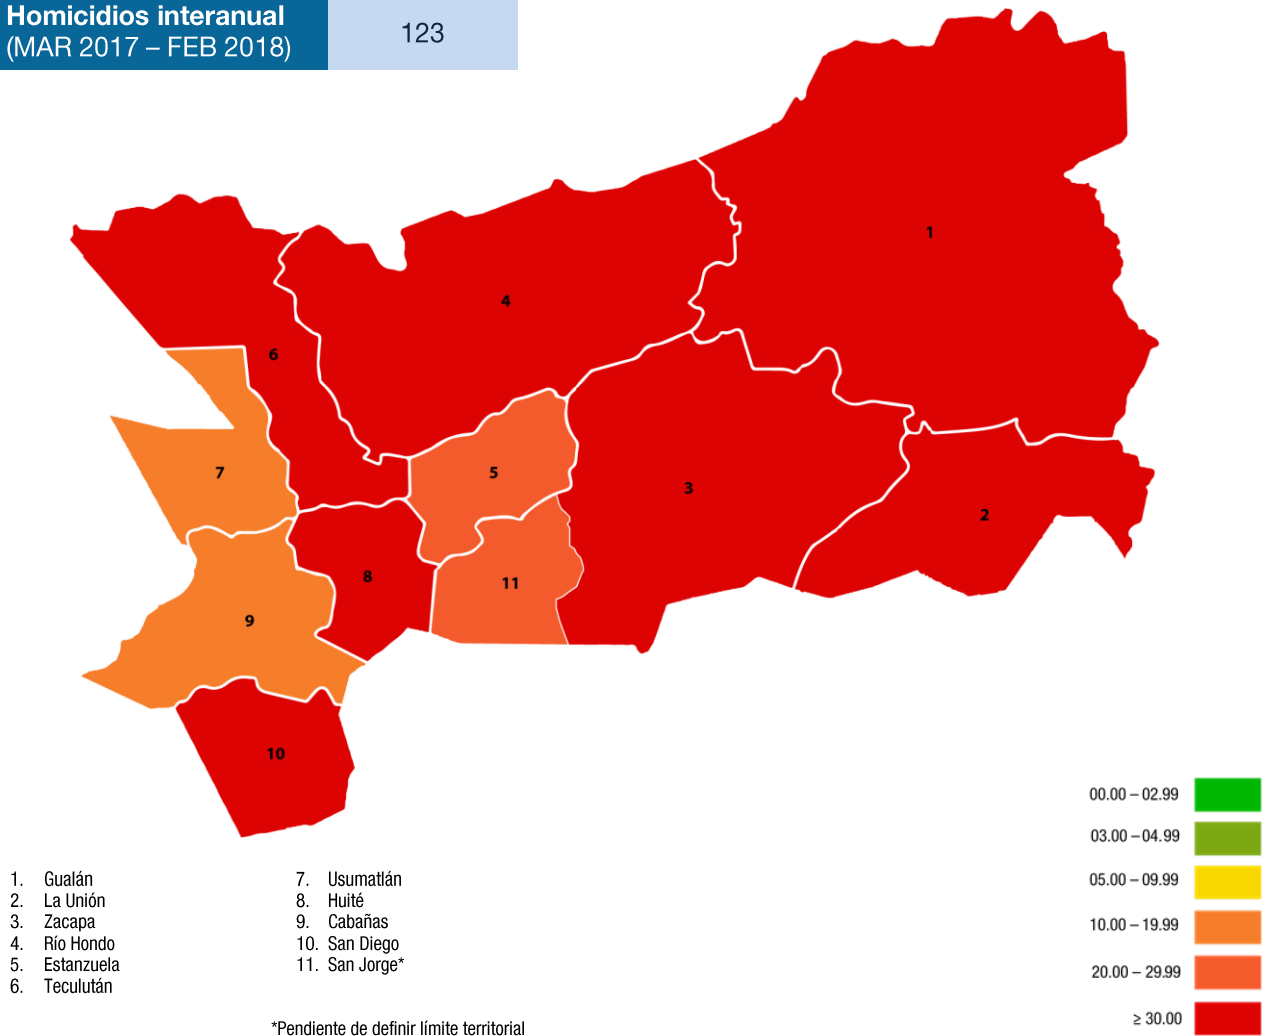 Homicidios interanual
(MAR 2017 – FEB 2018)
123
1
4
6
7
5
3
2
8
11
9
10
00.00 – 02.99
03.00 – 04.99
05.00 – 09.99
10.00 – 19.99
20.00 – 29.99
≥ 30.00
1. Gualán
2. La Unión
3. Zacapa
4. Río Hondo
5. Estanzuela
6. Teculután
7. Usumatlán
8. Huité
9. Cabañas
10. San Diego
11. San Jorge*
*Pendiente de definir límite territorial